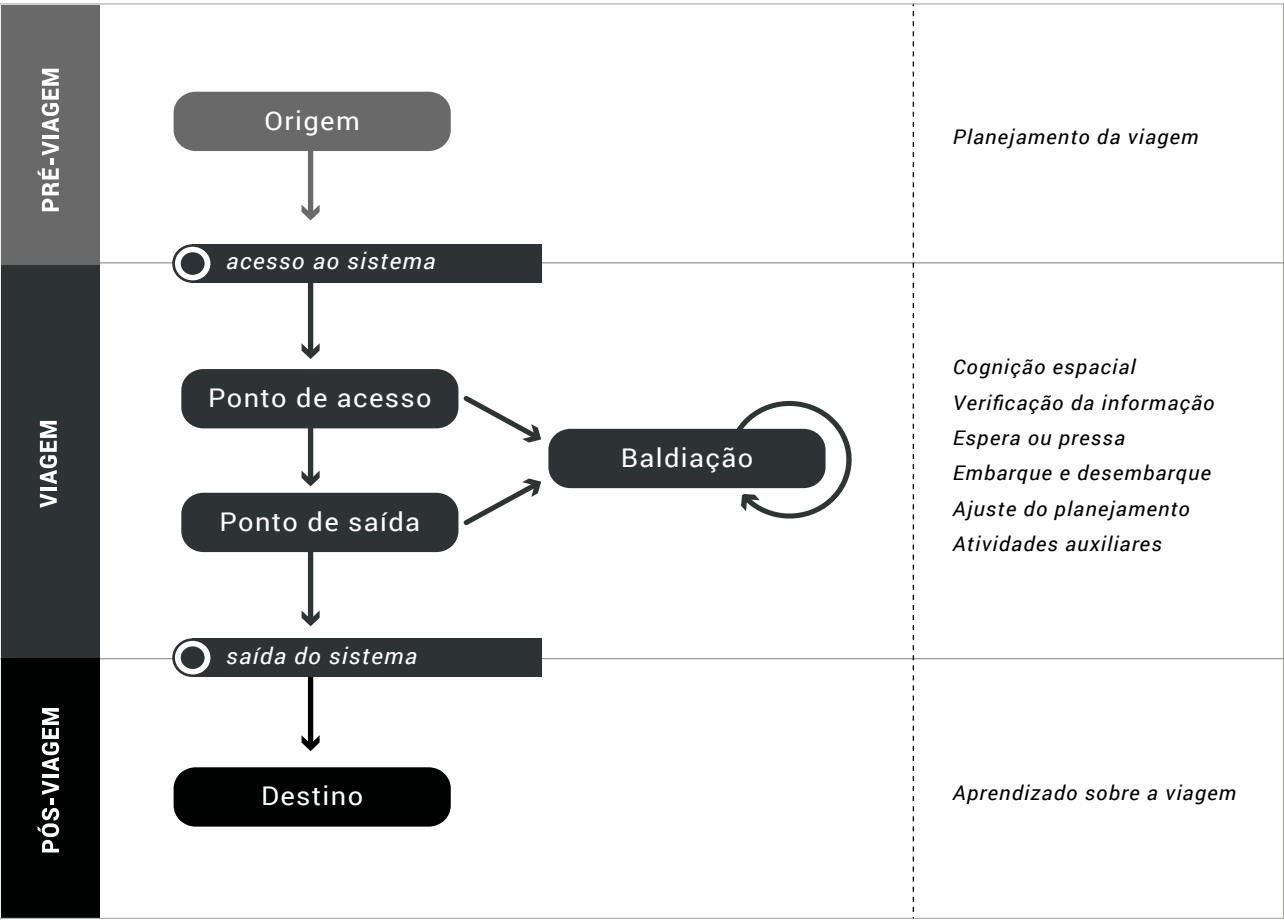 PRÉ-VIAGEM
Origem
Planejamento da viagem
acesso ao sistema
VIAGEM
Ponto de acesso
Ponto de saída
Baldiação
Cognição espacial
Verificação da informação
Espera ou pressa
Embarque e desembarque
Ajuste do planejamento
Atividades auxiliares
saída do sistema
PÓS-VIAGEM
Destino
Aprendizado sobre a viagem